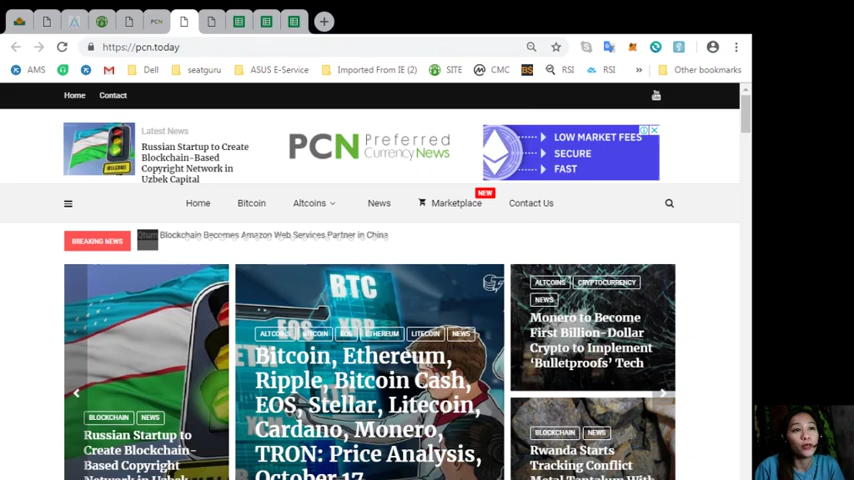 PCN
https://pcn.today
AMS
Dell
seatguru
ASUS E-Service
Imported From IE (2)
SITE
CMC
BS
RSI
RSI
»
Other bookmarks
Home
Contact
Latest News
Russian Startup to Create
Blockchain-Based
Copyright Network in
Uzbek Capital
PCN Preferred
Currency News
LOW MARKET FEES
SECURE
FAST
Home
Bitcoin
Altcoins
News
Marketplace
NEW
Contact Us
BREAKING NEWS
Qtum Blockchain Becomes Amazon Web Services Partner in China
BLOCKCHAIN
NEWS
Russian Startup to
Create Blockchain-
Based Copyright
Network in Uzbek
BTC
EOS
XRP
ETH
XLM
ALTCOINS
BITCOIN
EOS
ETHEREUM
LITECOIN
NEWS
Bitcoin, Ethereum,
Ripple, Bitcoin Cash,
EOS, Stellar, Litecoin,
Cardano, Monero,
TRON: Price Analysis,
October 17
ALTCOINS
CRYPTOCURRENCY
NEWS
Monero to Become
First Billion-Dollar
Crypto to Implement
'Bulletproofs' Tech
BLOCKCHAIN
NEWS
Rwanda Starts
Tracking Conflict
Metal Tantalum With